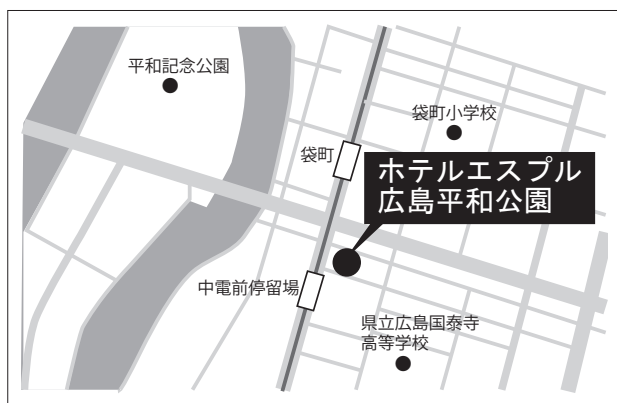 平和記念公園
袋町小学校
袋町
ホテルエスプル
広島平和公園
中電前停留場
県立広島国泰寺
高等学校